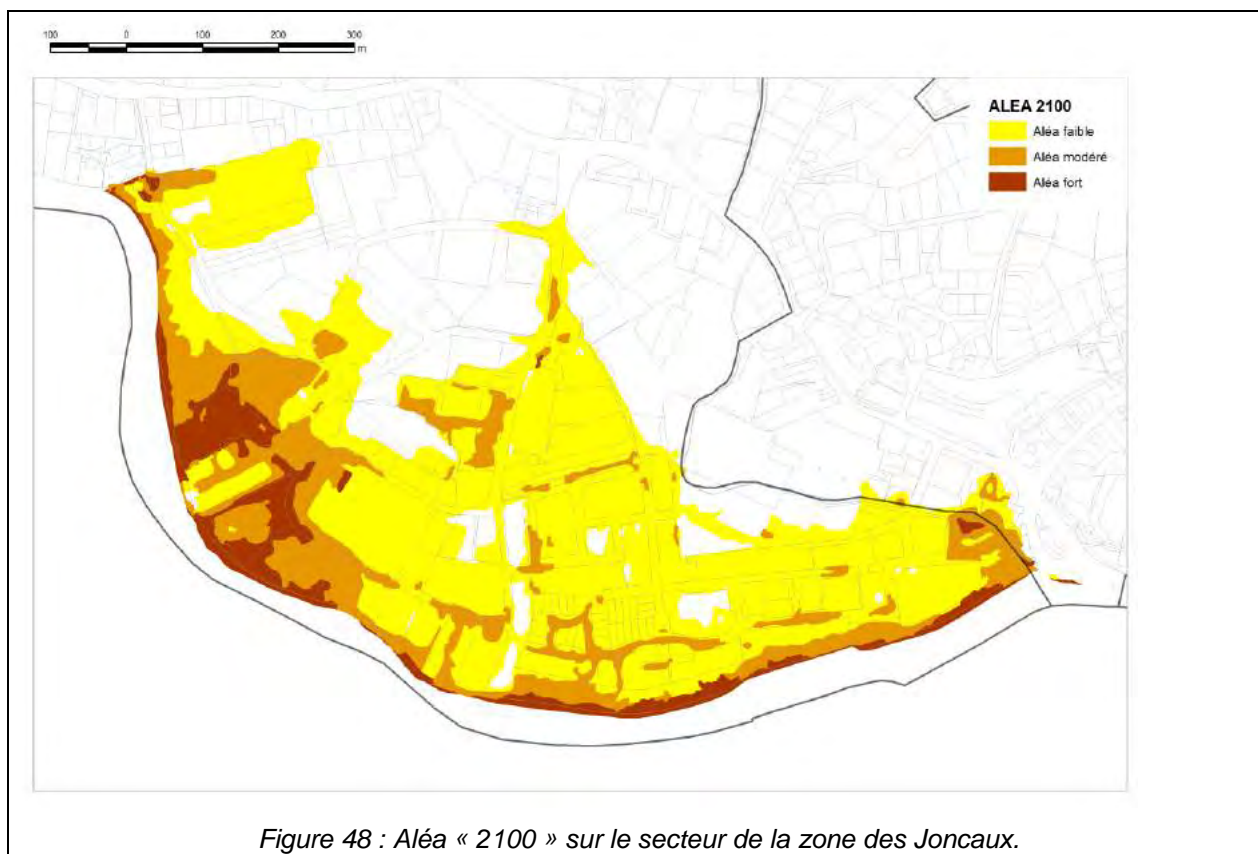 100 0 100 200 300
m
ALEA 2100
Aléa faible
Aléa modéré
Aléa fort
Figure 48 : Aléa « 2100 » sur le secteur de la zone des Joncaux.